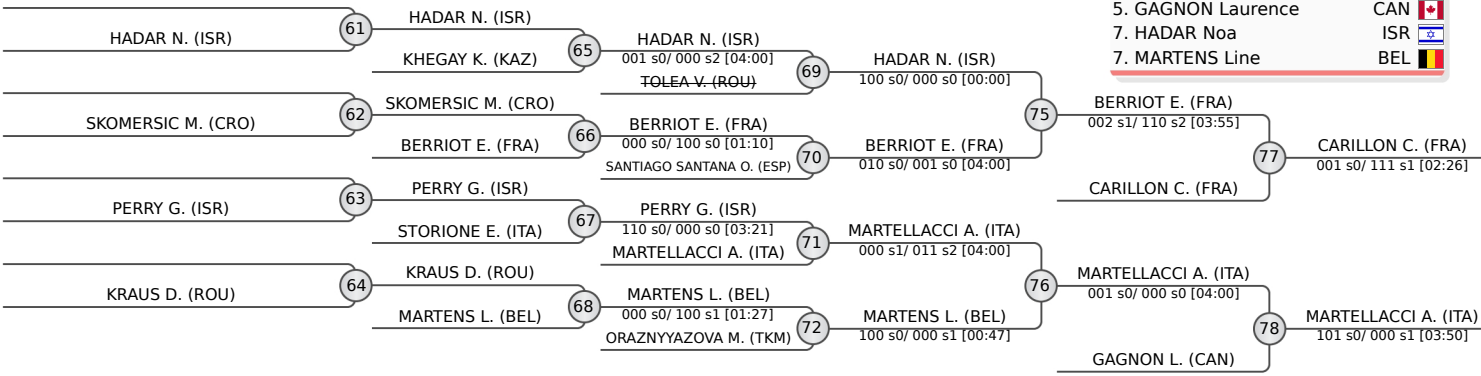 61
HADAR N. (ISR)
62
SKOMERSIC M. (CRO)
63
PERRY G. (ISR)
64
KRAUS D. (ROU)
HADAR N. (ISR)
65
KHEGAY K. (KAZ)
SKOMERSIC M. (CRO)
66
BERRIOT E. (FRA)
PERRY G. (ISR)
67
STORIONE E. (ITA)
KRAUS D. (ROU)
68
MARTENS L. (BEL)
HADAR N. (ISR)
001 s0/ 000 s2 [04:00]
69
TOLEA V. (ROU)
BERRIOT E. (FRA)
000 s0/ 100 s0 [01:10]
70
SANTIAGO SANTANA O. (ESP)
PERRY G. (ISR)
110 s0/ 000 s0 [03:21]
71
MARTELLACCI A. (ITA)
MARTENS L. (BEL)
000 s0/ 100 s1 [01:27]
72
ORAZNYYAZOVA M. (TKM)
HADAR N. (ISR)
100 s0/ 000 s0 [00:00]
75
BERRIOT E. (FRA)
010 s0/ 001 s0 [04:00]
MARTELLACCI A. (ITA)
000 s1/ 011 s2 [04:00]
76
MARTENS L. (BEL)
100 s0/ 000 s1 [00:47]
BERRIOT E. (FRA)
002 s1/ 110 s2 [03:55]
77
CARILLON C. (FRA)
MARTELLACCI A. (ITA)
001 s0/ 000 s0 [04:00]
78
GAGNON L. (CAN)
CARILLON C. (FRA)
001 s0/ 111 s1 [02:26]
MARTELLACCI A. (ITA)
101 s0/ 000 s1 [03:50]
5. GAGNON Laurence CAN
7. HADAR Noa ISR
7. MARTENS Line BEL